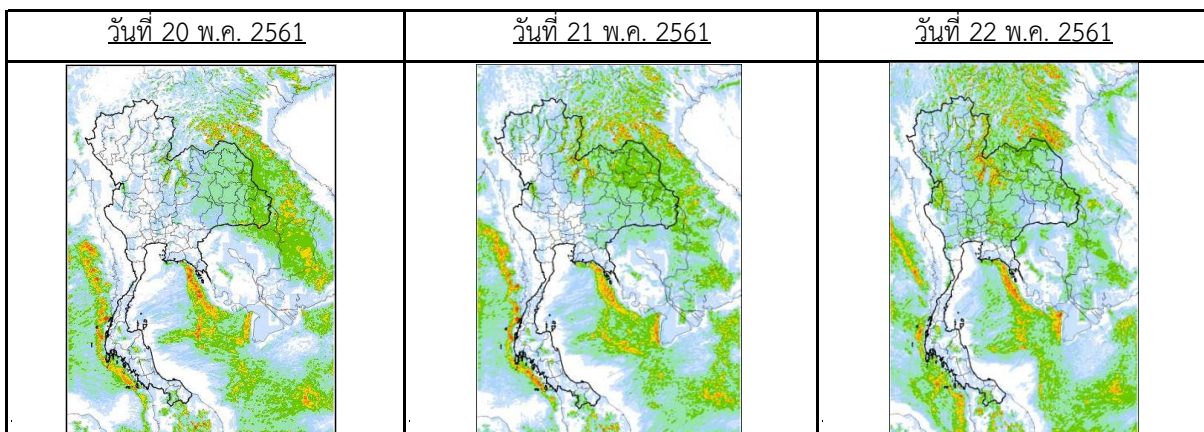 วันที่ 20 พ.ค. 2561
วันที่ 21 พ.ค. 2561
วันที่ 22 พ.ค. 2561